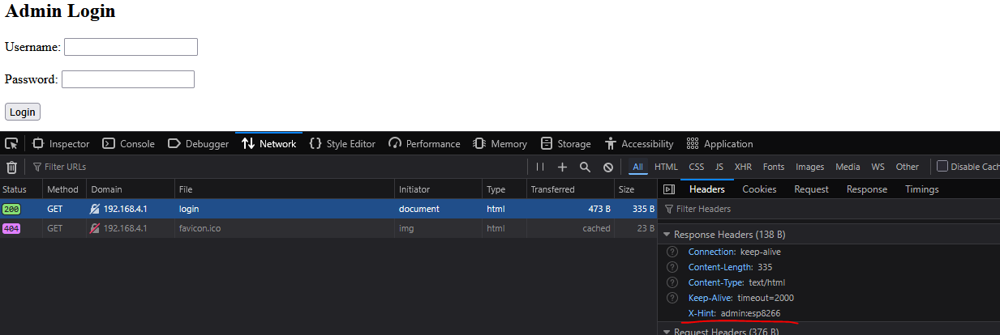 Admin Login
Username:
Password:
Login
Inspector Console Debugger Network Style Editor Performance Memory Storage Accessibility Application
Filter URLs All HTML CSS JS XHR Fonts Images Media WS Other Disable Cach
Status Method Domain File Initiator Type Transferred Size Headers Cookies Request Response Timings
200 GET 192.168.4.1 login document html 473 B 335 B Filter Headers
404 GET 192.168.4.1 favicon.ico img html cached 23 B
Response Headers (138 B)
Connection: keep-alive
Content-Length: 335
Content-Type: text/html
Keep-Alive: timeout=2000
X-Hint: admin:esp8266
Request Headers (376 B)